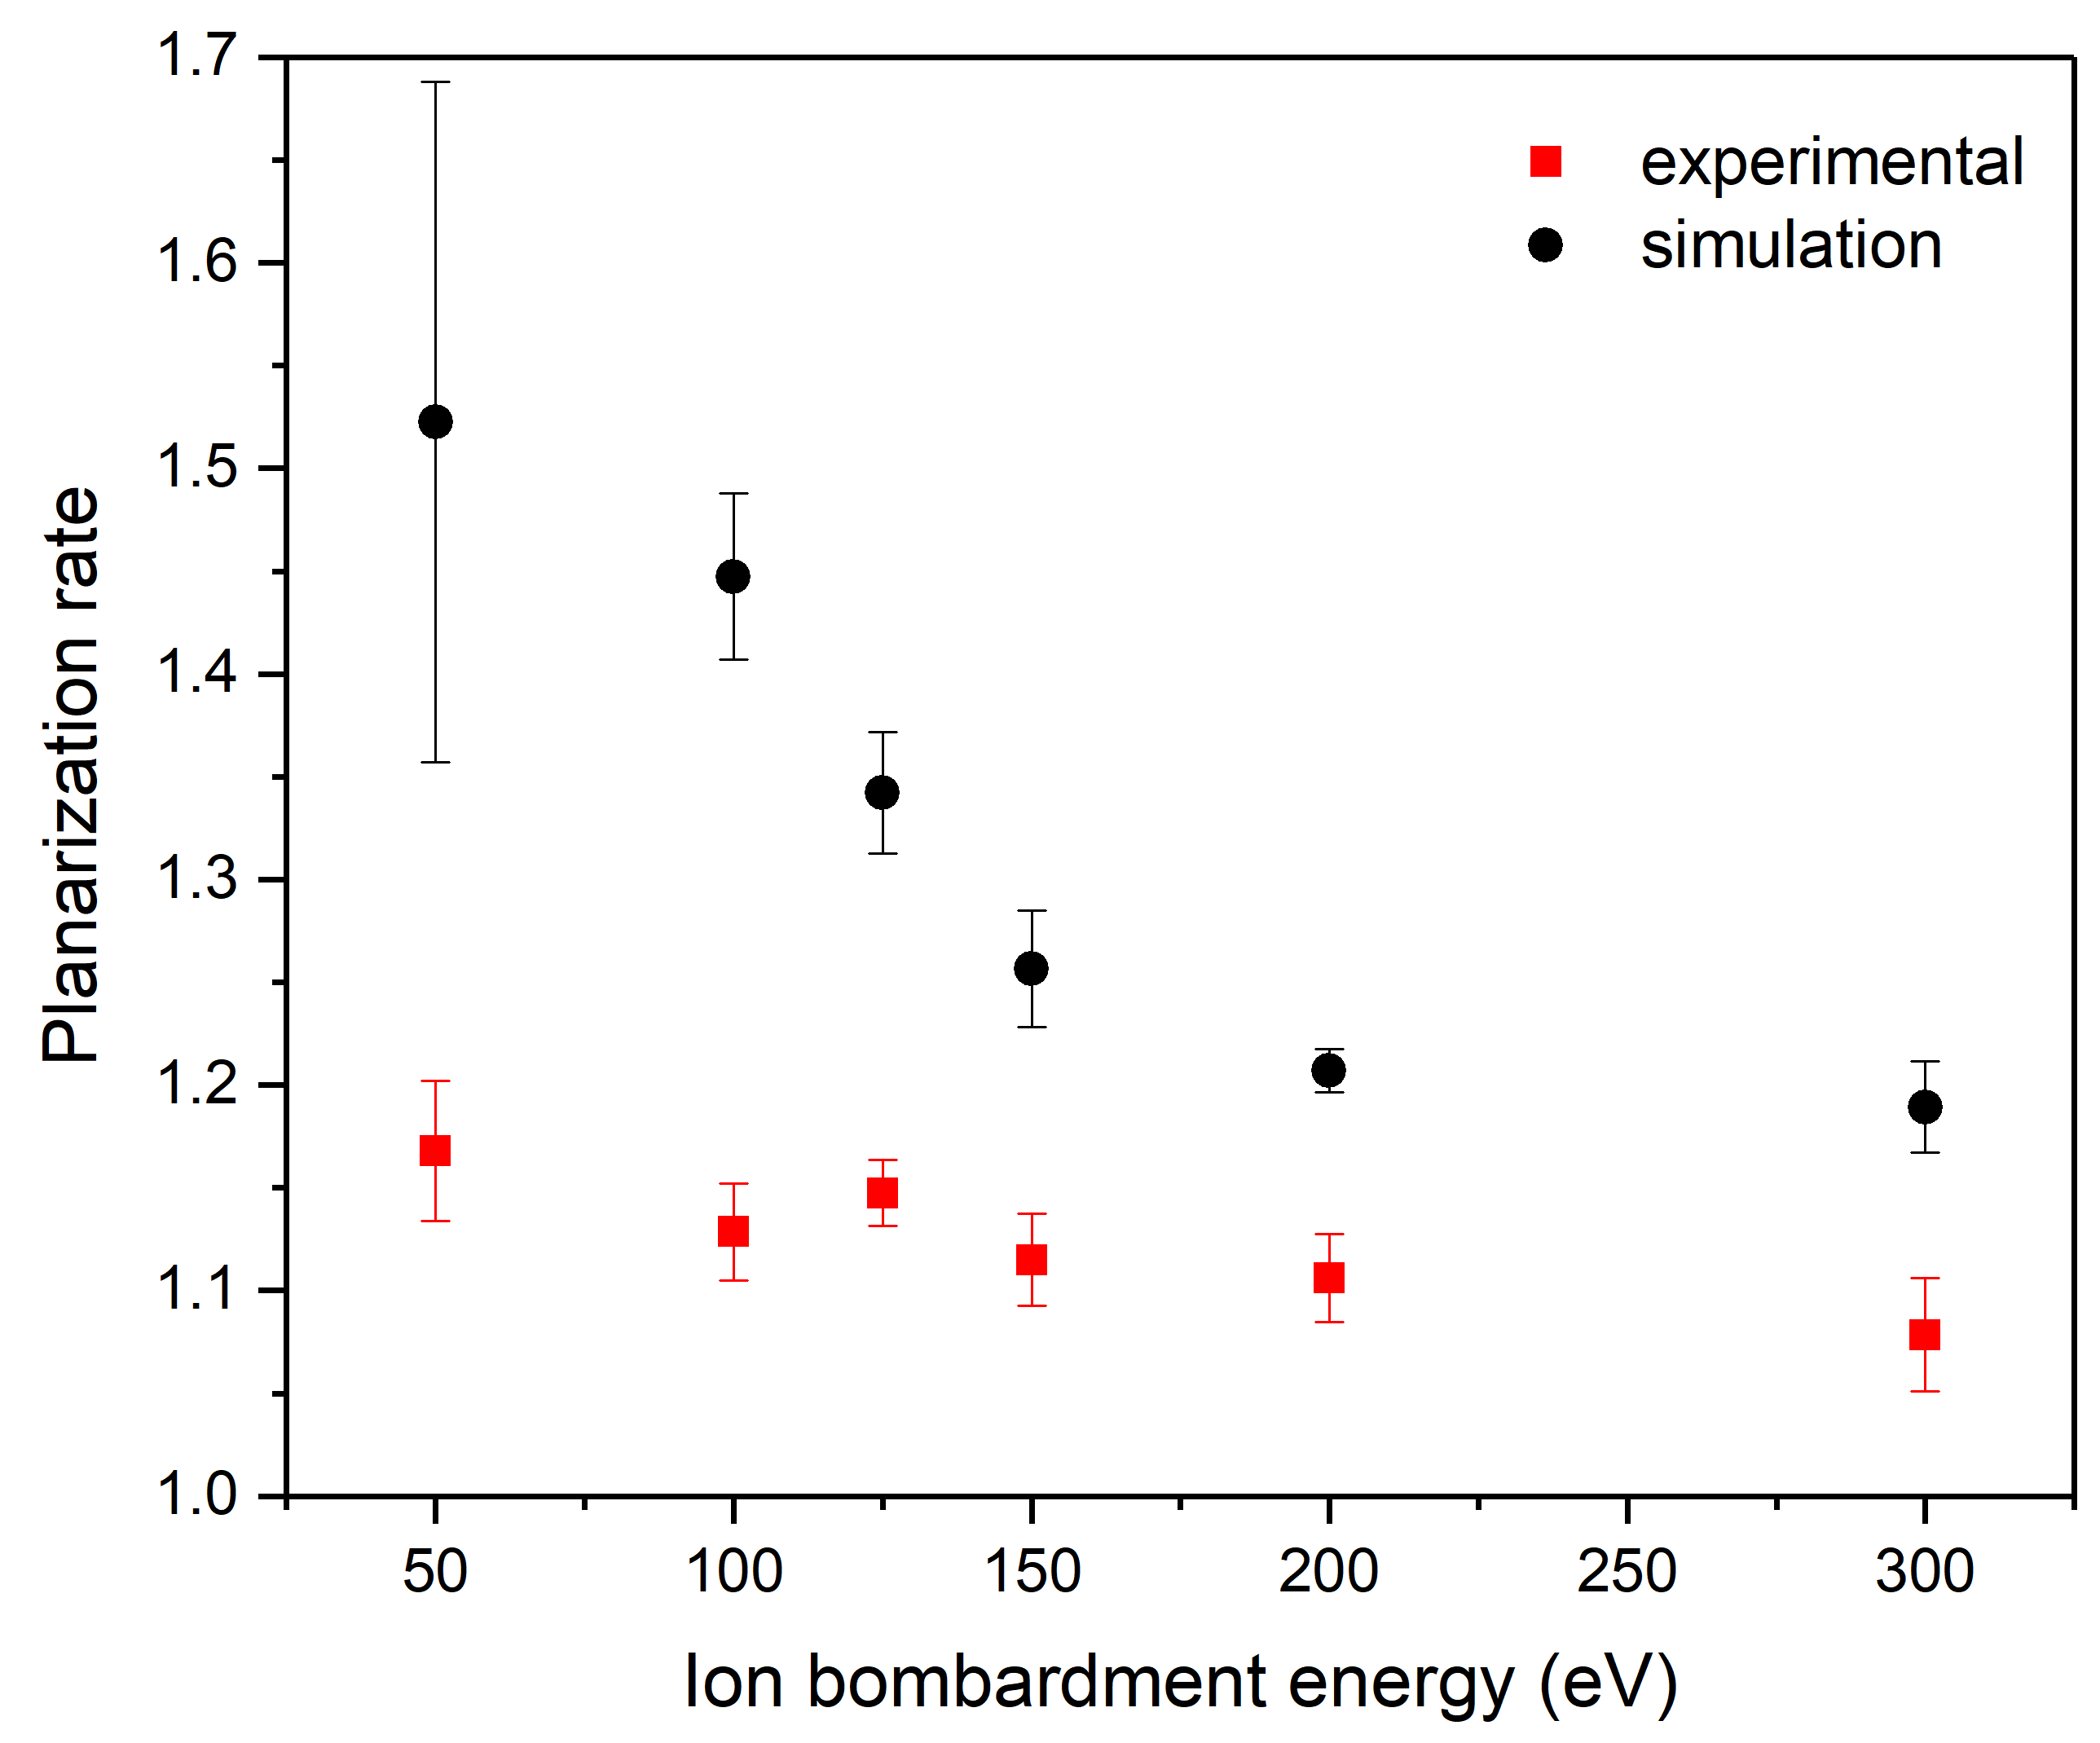 1.7
1.6
1.5
1.4
1.3
1.2
1.1
1.0
Planarization rate
experimental
simulation
50 100 150 200 250 300
Ion bombardment energy (eV)